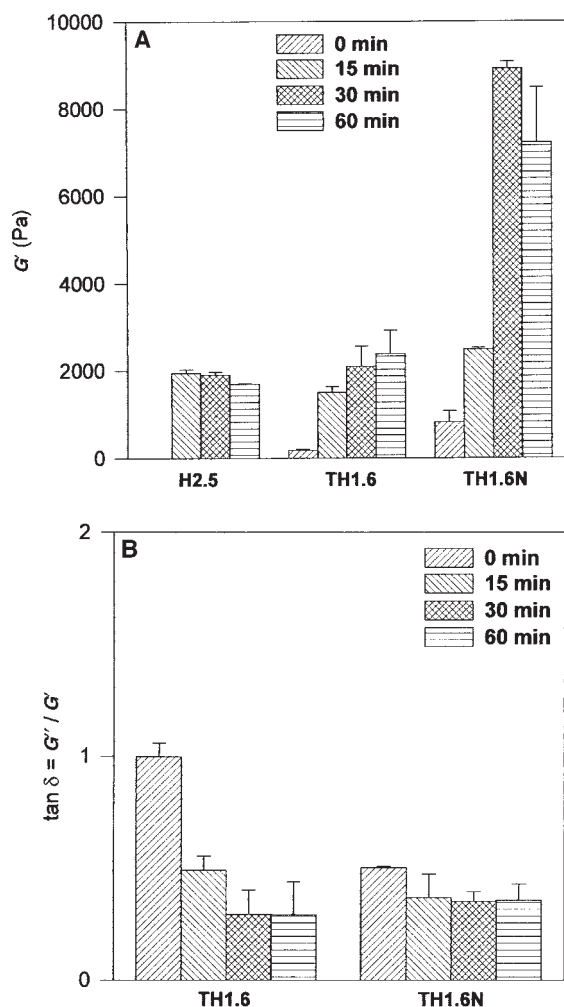 A
0 min
15 min
30 min
60 min
10000
8000
6000
4000
2000
0
G′ (Pa)
H2.5 TH1.6 TH1.6N
B
0 min
15 min
30 min
60 min
2
1
0
tan δ = G″ / G′
TH1.6 TH1.6N